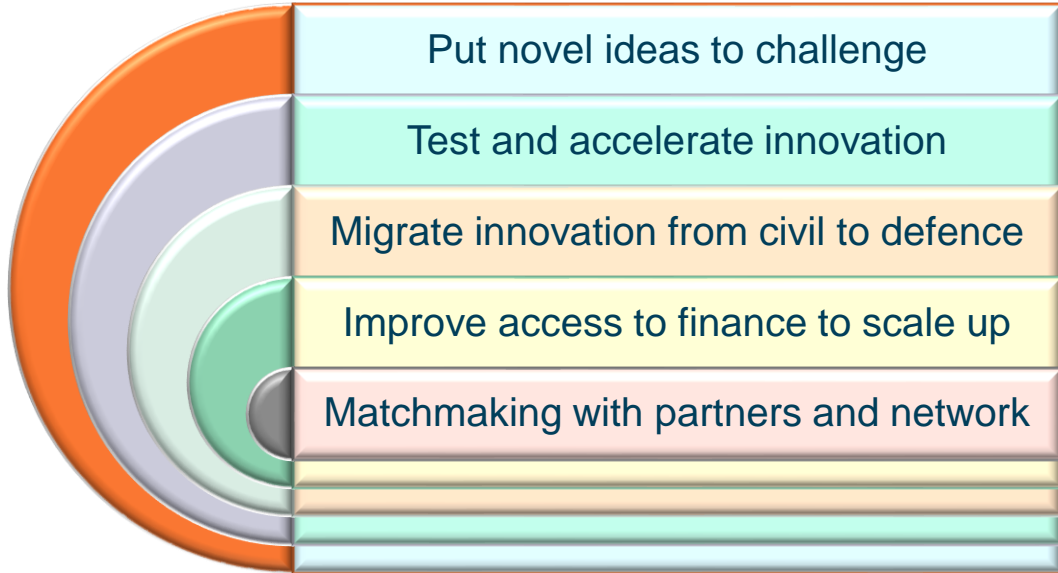 Put novel ideas to challenge
Test and accelerate innovation
Migrate innovation from civil to defence
Improve access to finance to scale up
Matchmaking with partners and network